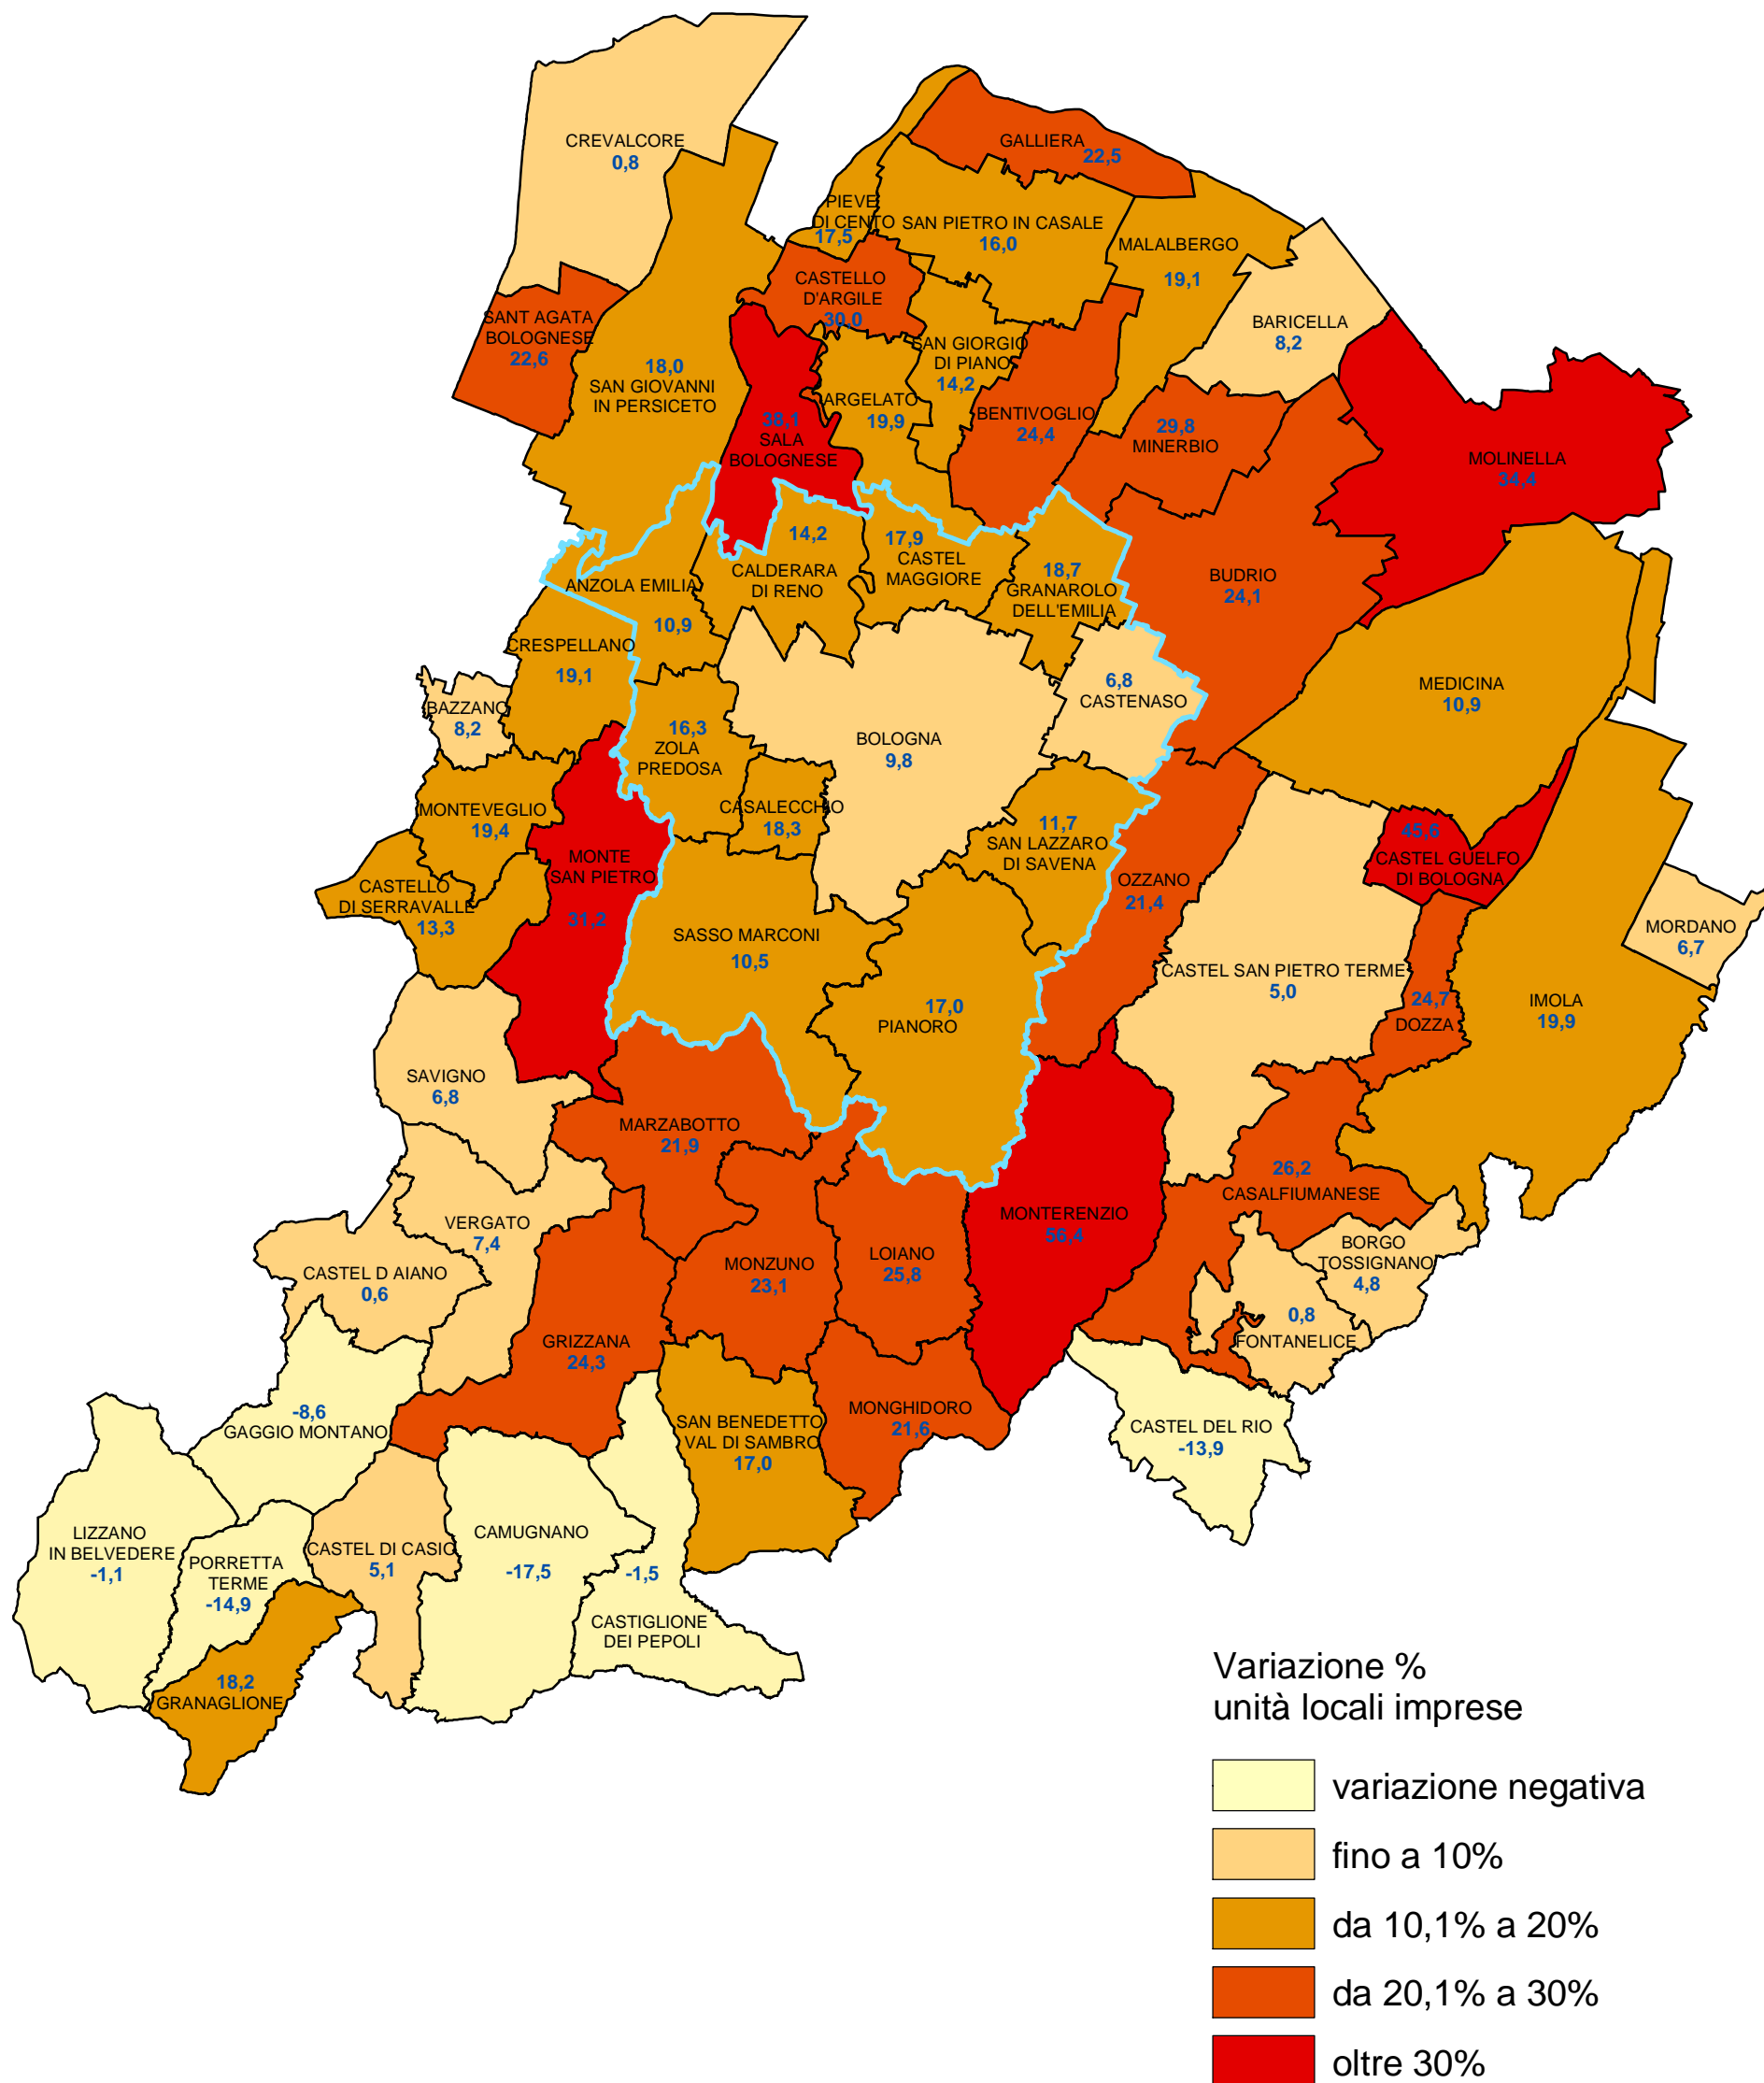 CREVALCORE
0,8
GALLIERA
22,5
PIEVE
DI CENTO
17,5
SAN PIETRO IN CASALE
16,0
MALALBERGO
19,1
CASTELLO
D'ARGILE
30,0
BARICELLA
8,2
SANT AGATA
BOLOGNESE
22,6
18,0
SAN GIOVANNI
IN PERSICETO
SAN GIORGIO
DI PIANO
14,2
ARGELATO
19,9
38,1
SALA
BOLOGNESE
BENTIVOGLIO
24,4
29,8
MINERBIO
MOLINELLA
34,4
14,2
CALDERARA
DI RENO
17,9
CASTEL
MAGGIORE
18,7
GRANAROLO
DELL'EMILIA
BUDRIO
24,1
ANZOLA EMILIA
10,9
CRESPELLANO
19,1
6,8
CASTENASO
MEDICINA
10,9
BAZZANO
8,2
16,3
ZOLA
PREDOSA
BOLOGNA
9,8
MONTEVEGLIO
19,4
CASALECCHIO
18,3
11,7
SAN LAZZARO
DI SAVENA
45,6
CASTEL GUELFO
DI BOLOGNA
MONTE
SAN PIETRO
31,2
CASTELLO
DI SERRAVALLE
13,3
OZZANO
21,4
SASSO MARCONI
10,5
MORDANO
6,7
CASTEL SAN PIETRO TERME
5,0
17,0
PIANORO
24,7
DOZZA
IMOLA
19,9
SAVIGNO
6,8
MARZABOTTO
21,9
26,2
CASALFIUMANESE
VERGATO
7,4
MONTERENZIO
56,4
BORGO
TOSSIGNANO
4,8
CASTEL D AIANO
0,6
MONZUNO
23,1
LOIANO
25,8
0,8
FONTANELICE
GRIZZANA
24,3
-8,6
GAGGIO MONTANO
SAN BENEDETTO
VAL DI SAMBRO
17,0
MONGHIDORO
21,6
CASTEL DEL RIO
-13,9
LIZZANO
IN BELVEDERE
-1,1
PORRETTA
TERME
-14,9
CASTEL DI CASIO
5,1
CAMUGNANO
-17,5
-1,5
CASTIGLIONE
DEI PEPOLI
18,2
GRANAGLIONE
Variazione %
unità locali imprese
variazione negativa
fino a 10%
da 10,1% a 20%
da 20,1% a 30%
oltre 30%